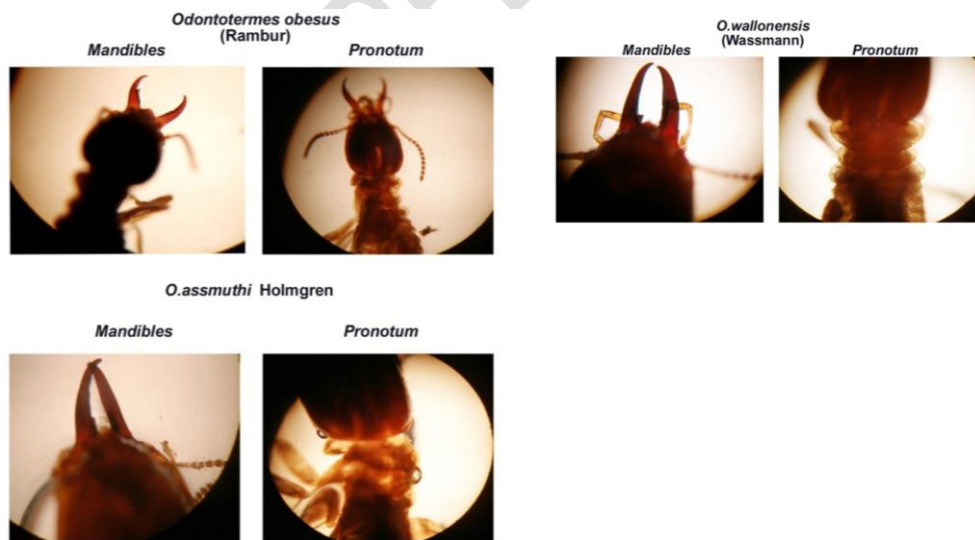 Odontotermes obesus
(Rambur)
Mandibles
Pronotum
O.wallonensis
(Wassmann)
Mandibles
Pronotum
O.assmuthi Holmgren
Mandibles
Pronotum